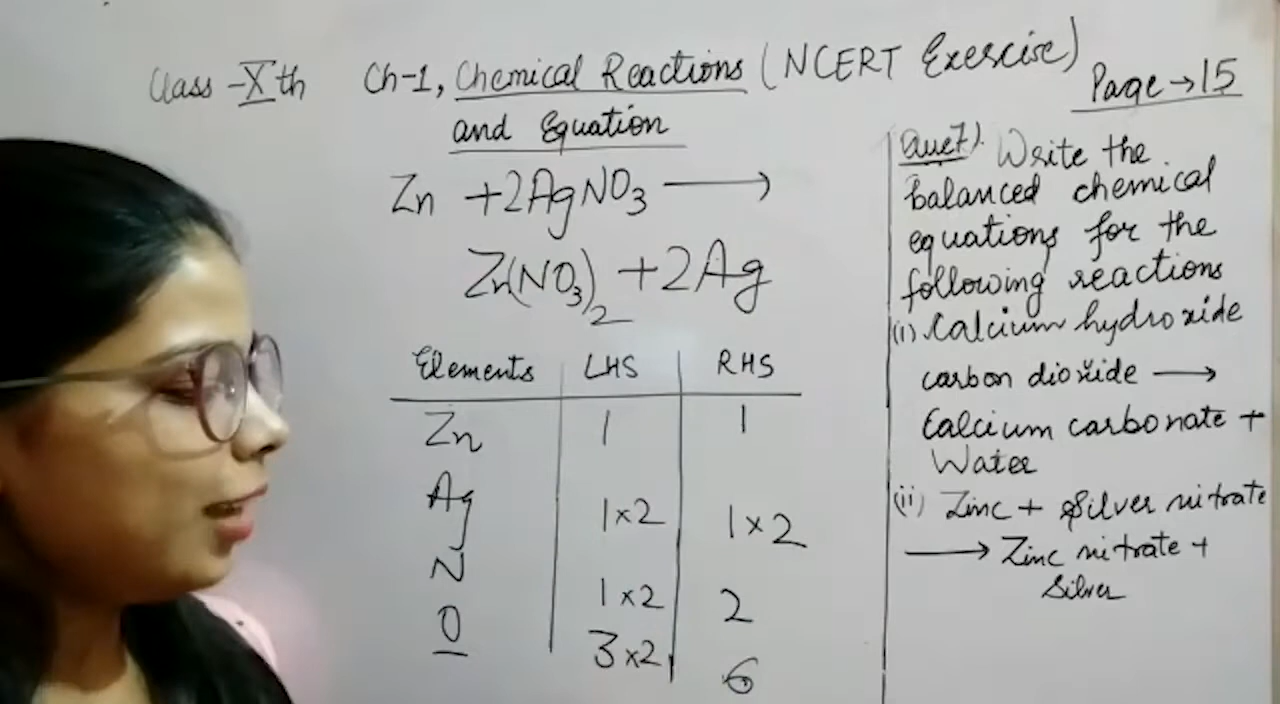 Class -Xth Ch-1, Chemical Reactions (NCERT Exercise)
and Equation
Page → 15
Zn + 2AgNO₃ ⟶
Zn(NO₃)₂ + 2Ag
Elements LHS RHS
Zn 1 1
Ag 1×2 1×2
N 1×2 2
O 3×2 6
Que7). Write the
balanced chemical
equations for the
following reactions
(i). Calcium hydroxide
carbon dioxide ⟶
Calcium carbonate +
Water
(ii) Zinc + Silver nitrate
⟶ Zinc nitrate +
Silver